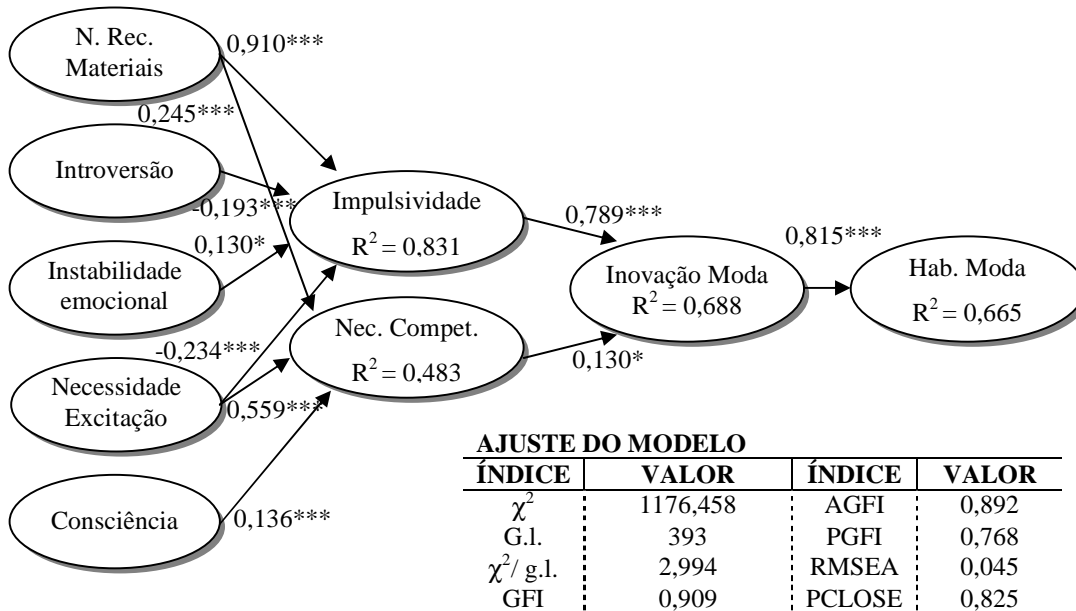 N. Rec.
Materiais
0,910***
0,245***
Introversão
-0,193***
Impulsividade
R² = 0,831
0,789***
0,130*
Instabilidade
emocional
Inovação Moda
R² = 0,688
0,815***
Hab. Moda
R² = 0,665
-0,234***
Nec. Compet.
R² = 0,483
0,130*
Necessidade
Excitação
0,559***
Consciência
0,136***
AJUSTE DO MODELO
ÍNDICE VALOR ÍNDICE VALOR
χ² 1176,458 AGFI 0,892
G.l. 393 PGFI 0,768
χ²/ g.l. 2,994 RMSEA 0,045
GFI 0,909 PCLOSE 0,825